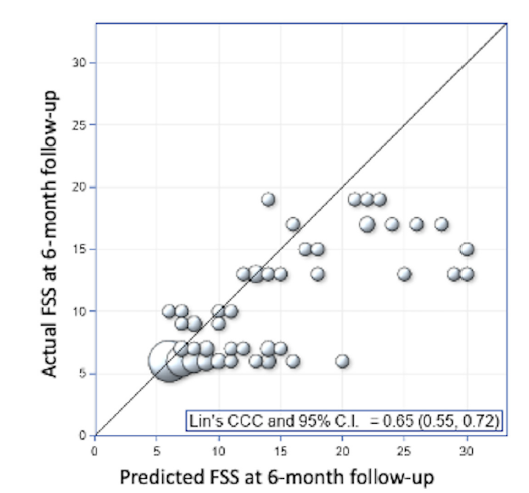 Actual FSS at 6-month follow-up
30
25
20
15
10
5
0
Lin's CCC and 95% C.I. = 0.65 (0.55, 0.72)
0 5 10 15 20 25 30
Predicted FSS at 6-month follow-up